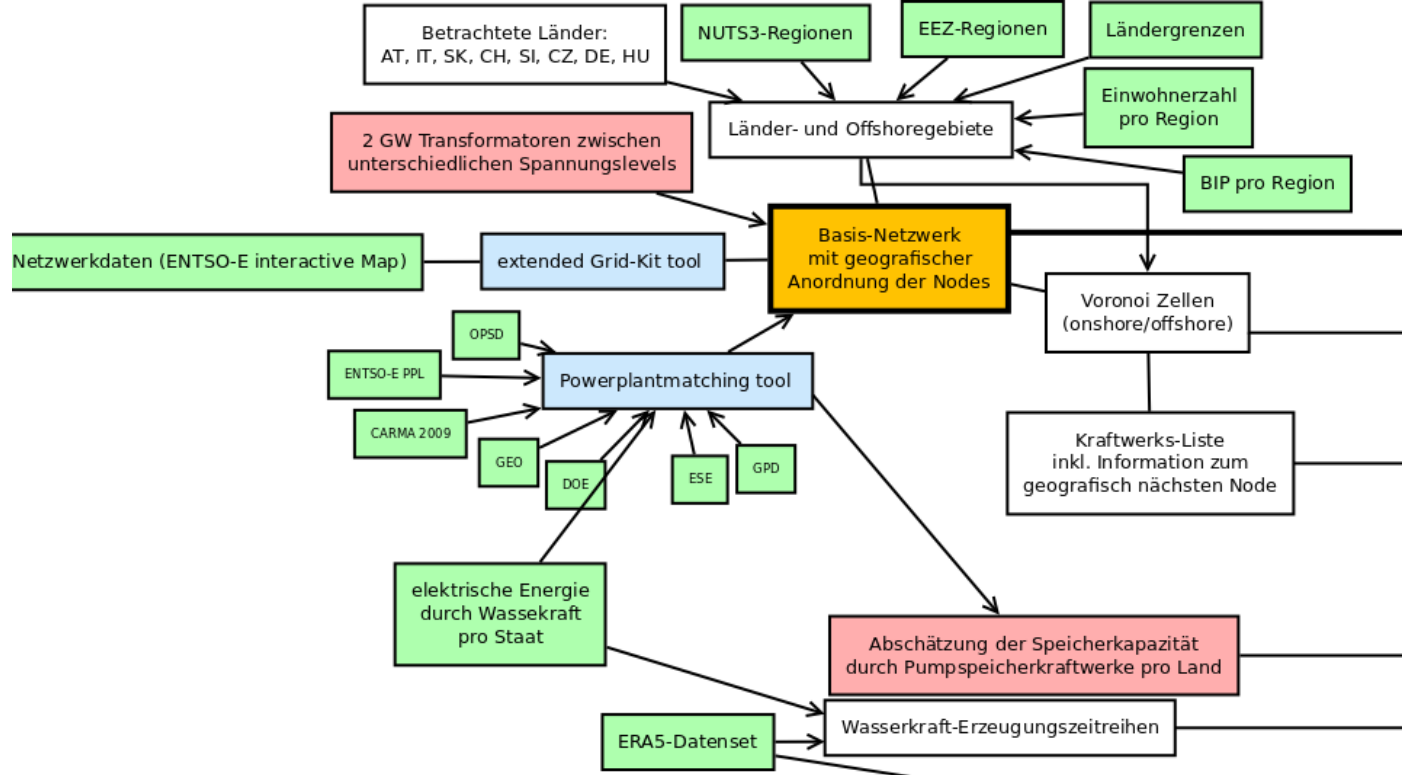 Betrachtete Länder:
AT, IT, SK, CH, SI, CZ, DE, HU
NUTS3-Regionen
EEZ-Regionen
Ländergrenzen
Einwohnerzahl
pro Region
Länder- und Offshoregebiete
2 GW Transformatoren zwischen
unterschiedlichen Spannungslevels
BIP pro Region
Netzwerkdaten (ENTSO-E interactive Map)
extended Grid-Kit tool
Basis-Netzwerk
mit geografischer
Anordnung der Nodes
Voronoi Zellen
(onshore/offshore)
OPSD
ENTSO-E PPL
Powerplantmatching tool
CARMA 2009
GEO
DOE
ESE
GPD
Kraftwerks-Liste
inkl. Information zum
geografisch nächsten Node
elektrische Energie
durch Wassekraft
pro Staat
Abschätzung der Speicherkapazität
durch Pumpspeicherkraftwerke pro Land
Wasserkraft-Erzeugungszeitreihen
ERA5-Datenset